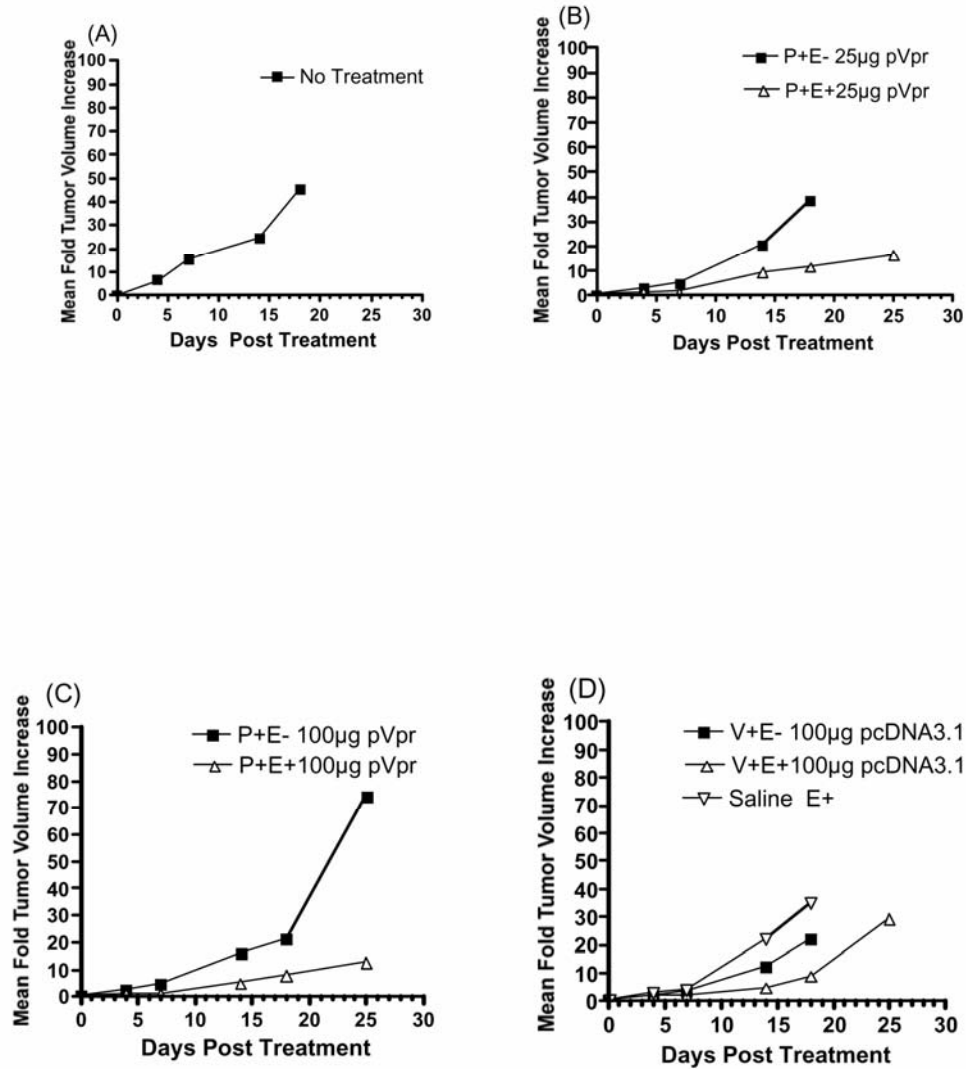 (A)
Mean Fold Tumor Volume Increase
100
90
80
70
60
50
40
30
20
10
0
No Treatment
0 5 10 15 20 25 30
Days Post Treatment
(B)
Mean Fold Tumor Volume Increase
100
90
80
70
60
50
40
30
20
10
0
P+E- 25µg pVpr
P+E+25µg pVpr
0 5 10 15 20 25 30
Days Post Treatment
(C)
Mean Fold Tumor Volume Increase
100
90
80
70
60
50
40
30
20
10
0
P+E- 100µg pVpr
P+E+100µg pVpr
0 5 10 15 20 25 30
Days Post Treatment
(D)
Mean Fold Tumor Volume Increase
100
90
80
70
60
50
40
30
20
10
0
V+E- 100µg pcDNA3.1
V+E+100µg pcDNA3.1
Saline E+
0 5 10 15 20 25 30
Days Post Treatment